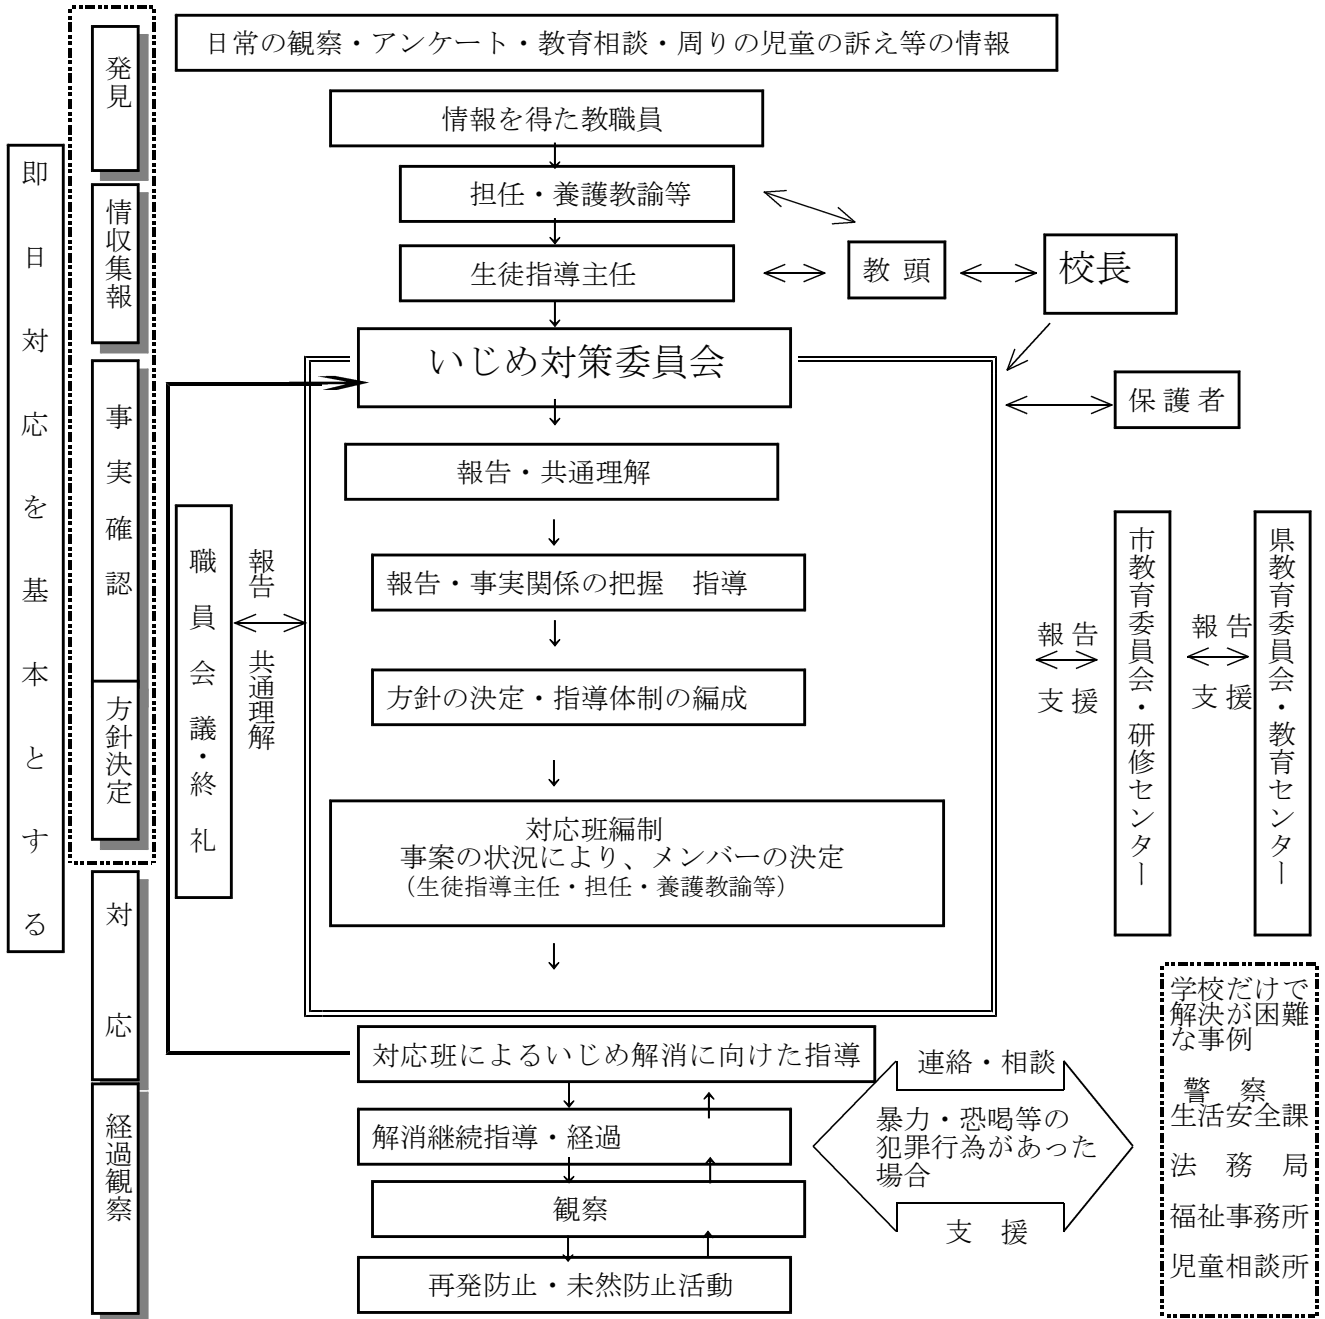 日常の観察・アンケート・教育相談・周りの児童の訴え等の情報
発見
情報を得た教職員
即日対応を基本とする
担任・養護教諭等
情収集報
生徒指導主任
教 頭
校長
いじめ対策委員会
事実確認
保 護 者
報告・共通理解
職員会議・終礼
報告
共通理解
報告・事実関係の把握　指導
市教育委員会・研修センター
県教育委員会・教育センター
報 告
支 援
報 告
支 援
方針決定
方針の決定・指導体制の編成
対応班編制
事案の状況により、メンバーの決定
（生徒指導主任・担任・養護教諭等）
対応
学校だけで
解決が困難
な事例
警　察
生活安全課
法　務　局
福祉事務所
児童相談所
対応班によるいじめ解消に向けた指導
連絡・相談
暴力・恐喝等の
犯罪行為があった
場合
支　援
経過観察
解消継続指導・経過
観察
再発防止・未然防止活動